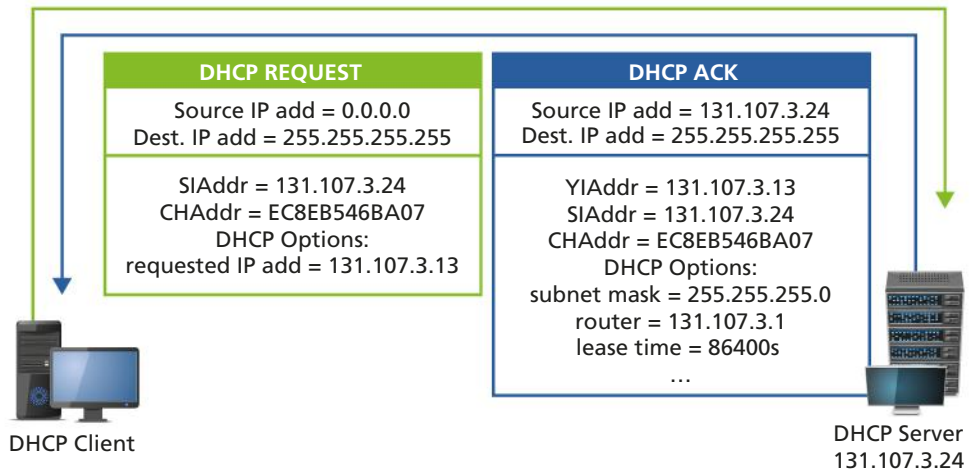 DHCP REQUEST
Source IP add = 0.0.0.0
Dest. IP add = 255.255.255.255
SIAddr = 131.107.3.24
CHAddr = EC8EB546BA07
DHCP Options:
requested IP add = 131.107.3.13
DHCP ACK
Source IP add = 131.107.3.24
Dest. IP add = 255.255.255.255
YIAddr = 131.107.3.13
SIAddr = 131.107.3.24
CHAddr = EC8EB546BA07
DHCP Options:
subnet mask = 255.255.255.0
router = 131.107.3.1
lease time = 86400s
...
DHCP Client
DHCP Server
131.107.3.24